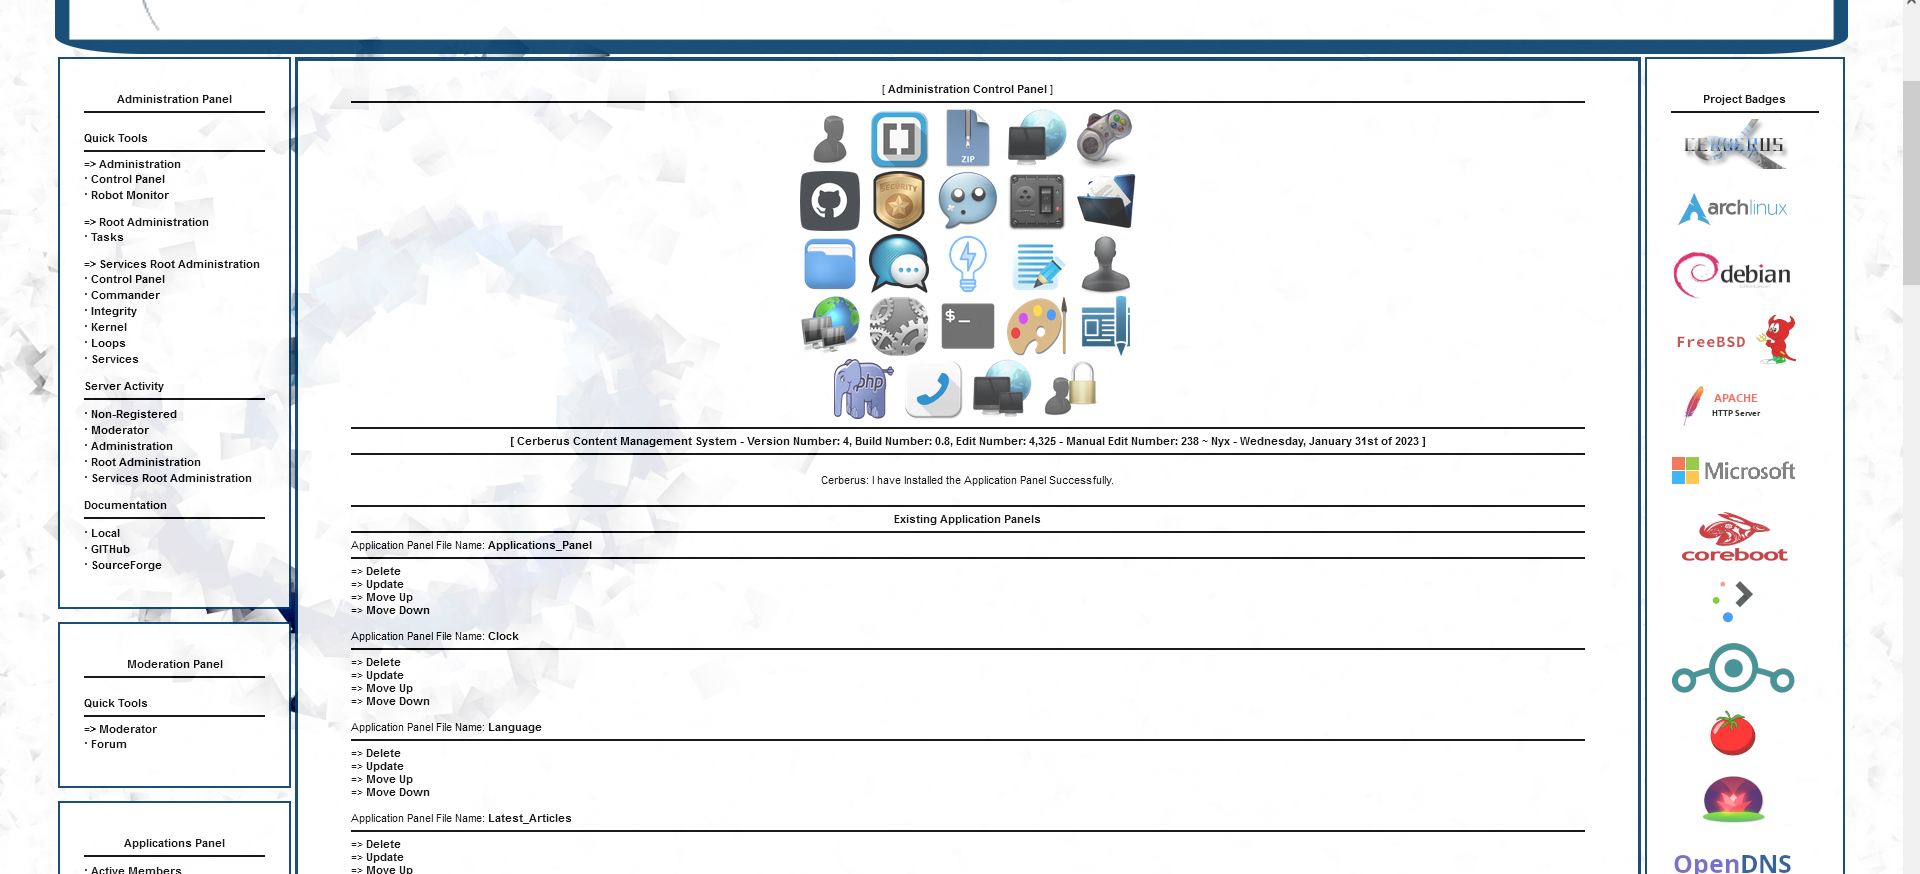 Administration Panel
Quick Tools
=> Administration
· Control Panel
· Robot Monitor
=> Root Administration
· Tasks
=> Services Root Administration
· Control Panel
· Commander
· Integrity
· Kernel
· Loops
· Services
Server Activity
· Non-Registered
· Moderator
· Administration
· Root Administration
· Services Root Administration
Documentation
· Local
· GITHub
· SourceForge
Moderation Panel
Quick Tools
=> Moderator
· Forum
Applications Panel
· Active Members
[ Administration Control Panel ]
ZIP
SECURITY
$_
php
[ Cerberus Content Management System - Version Number: 4, Build Number: 0.8, Edit Number: 4,325 - Manual Edit Number: 238 ~ Nyx - Wednesday, January 31st of 2023 ]
Cerberus: I have Installed the Application Panel Successfully.
Existing Application Panels
Application Panel File Name: Applications_Panel
=> Delete
=> Update
=> Move Up
=> Move Down
Application Panel File Name: Clock
=> Delete
=> Update
=> Move Up
=> Move Down
Application Panel File Name: Language
=> Delete
=> Update
=> Move Up
=> Move Down
Application Panel File Name: Latest_Articles
=> Delete
=> Update
=> Move Up
Project Badges
CERBERUS
archlinux
debian
FreeBSD
APACHE
HTTP Server
Microsoft
coreboot
OpenDNS